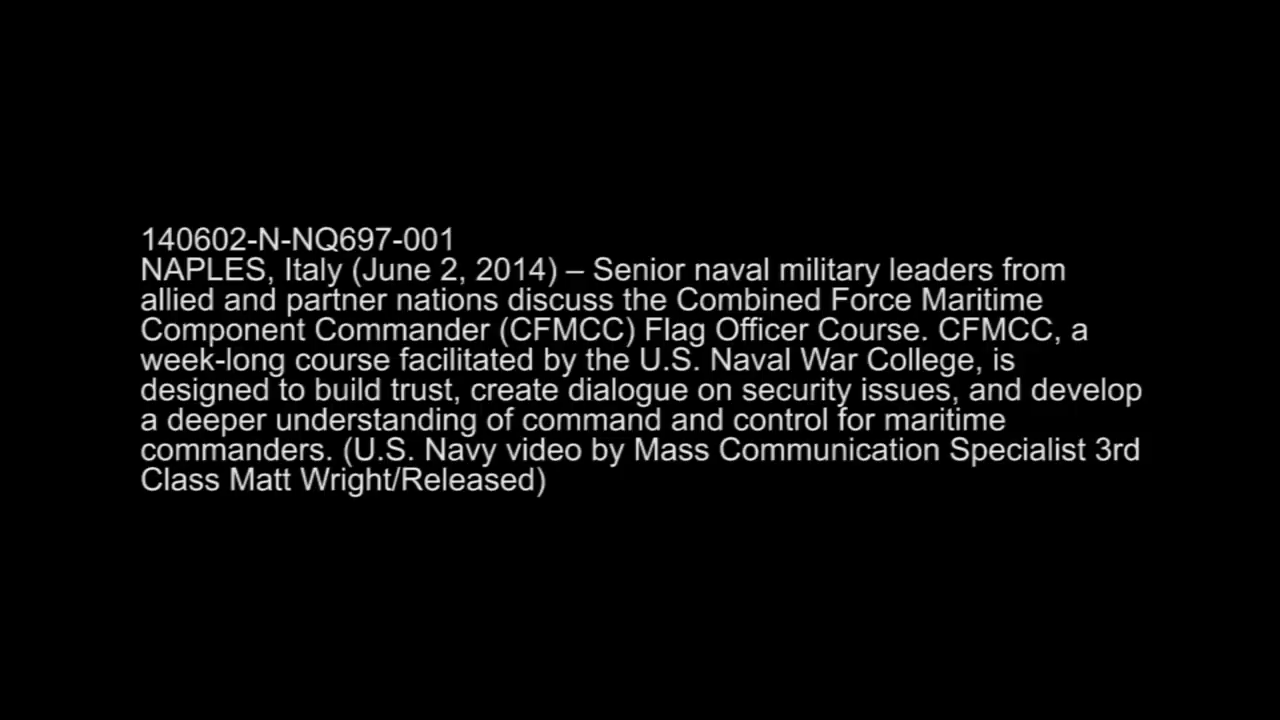 140602-N-NQ697-001
NAPLES, Italy (June 2, 2014) – Senior naval military leaders from
allied and partner nations discuss the Combined Force Maritime
Component Commander (CFMCC) Flag Officer Course. CFMCC, a
week-long course facilitated by the U.S. Naval War College, is
designed to build trust, create dialogue on security issues, and develop
a deeper understanding of command and control for maritime
commanders. (U.S. Navy video by Mass Communication Specialist 3rd
Class Matt Wright/Released)